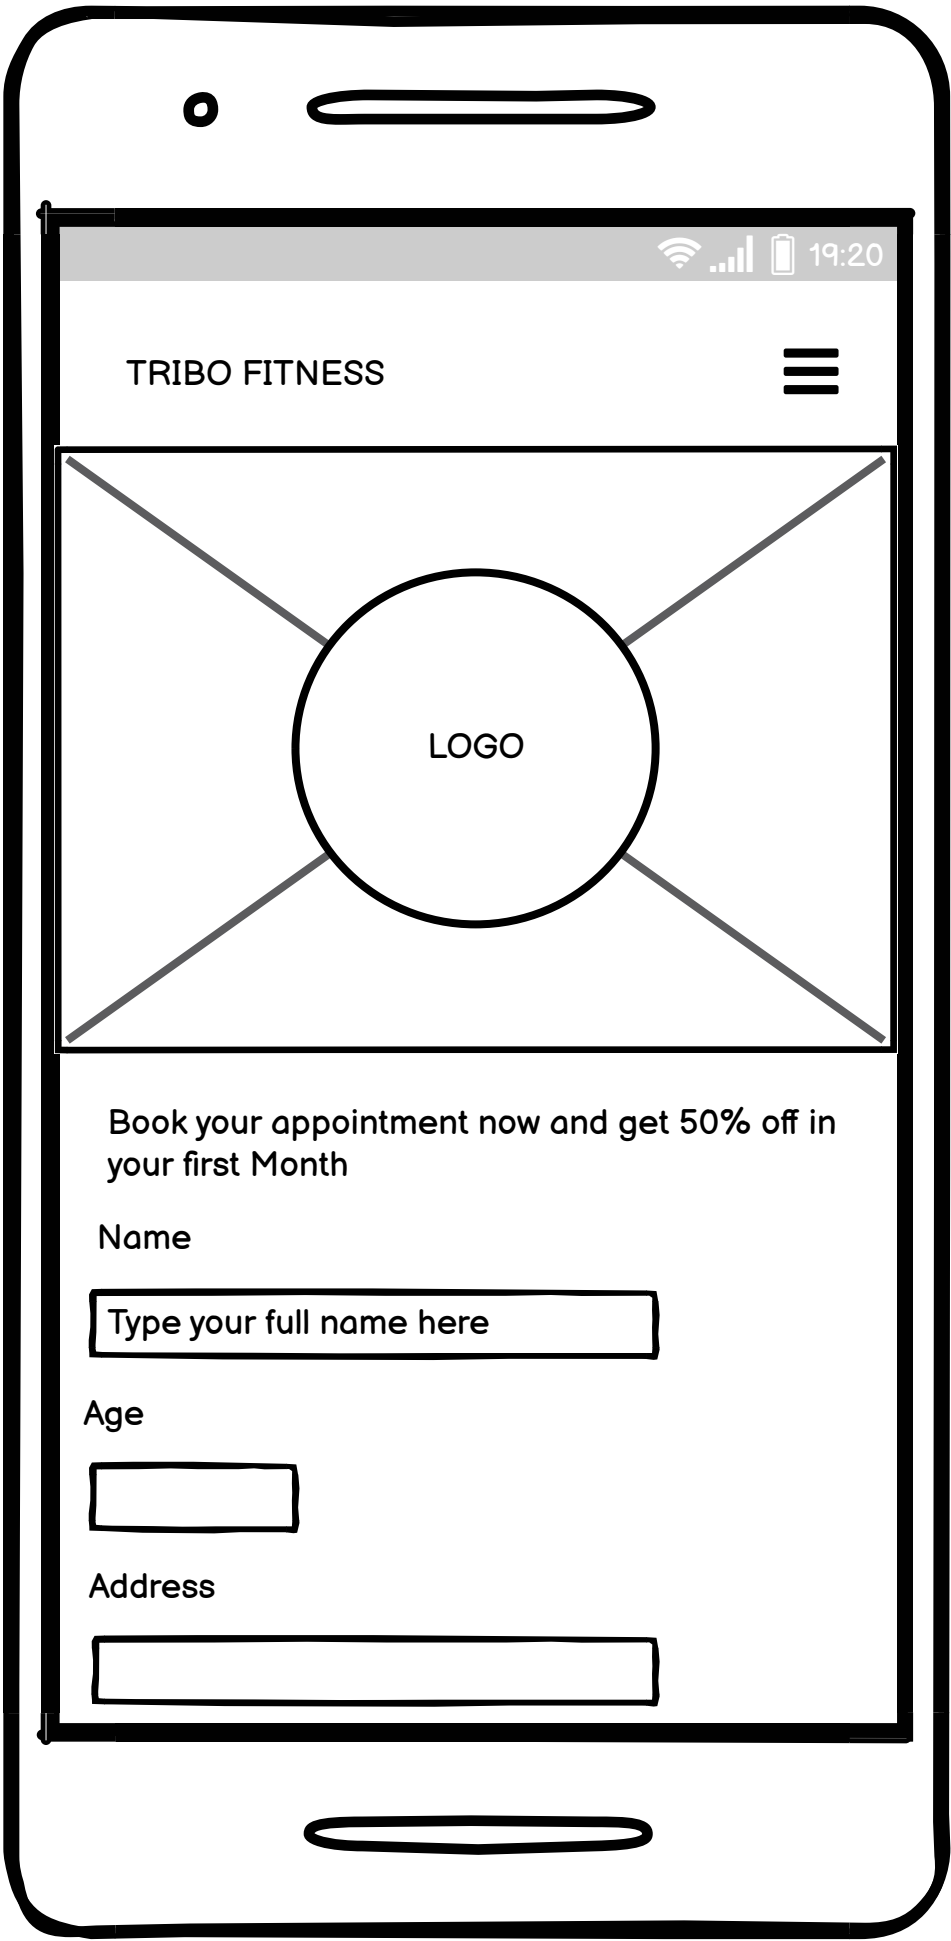 19:20
TRIBO FITNESS
LOGO
Book your appointment now and get 50% off in
your first Month
Name
Type your full name here
Age
Address